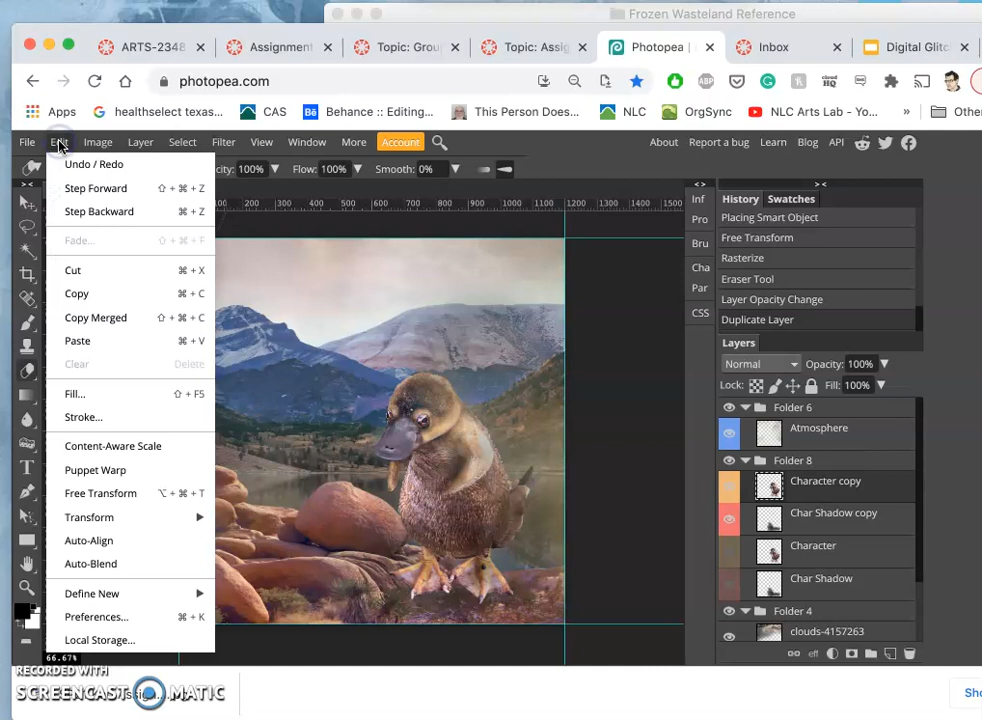 Frozen Wasteland Reference
ARTS-2348 × Assignment × Topic: Grou × Topic: Assig × Photopea | × Inbox × Digital Glitc ×
photopea.com
Apps healthselect texas... CAS Behance :: Editing... This Person Does... NLC OrgSync NLC Arts Lab - Yo... » Other
File Edit Image Layer Select Filter View Window More Account About Report a bug Learn Blog API
city: 100% Flow: 100% Smooth: 0%
Undo / Redo
Step Forward ⇧ + ⌘ + Z
Step Backward ⌘ + Z
Fade... ⇧ + ⌘ + F
Cut ⌘ + X
Copy ⌘ + C
Copy Merged ⇧ + ⌘ + C
Paste ⌘ + V
Clear Delete
Fill... ⇧ + F5
Stroke...
Content-Aware Scale
Puppet Warp
Free Transform ⌥ + ⌘ + T
Transform
Auto-Align
Auto-Blend
Define New
Preferences... ⌘ + K
Local Storage...
66.67%
100 200 300 400 500 600 700 800 900 1000 1100 1200 1300 1400 1500
> < < > > <
Inf
Pro
Bru
Cha
Par
CSS
History Swatches
Placing Smart Object
Free Transform
Rasterize
Eraser Tool
Layer Opacity Change
Duplicate Layer
Layers
Normal Opacity: 100%
Lock: Fill: 100%
Folder 6
Atmosphere
Folder 8
Character copy
Char Shadow copy
Character
Char Shadow
Folder 4
clouds-4157263
eff
RECORDED WITH
SCREENCAST MATIC
Sho